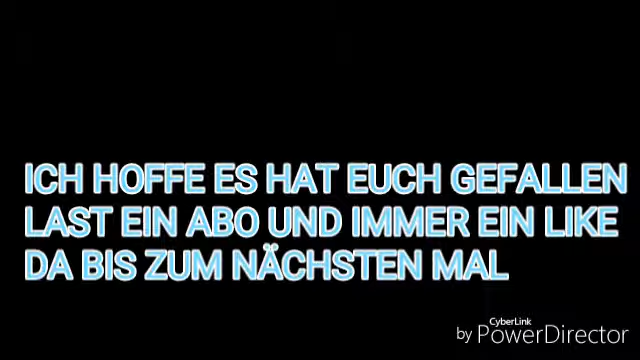 ICH HOFFE ES HAT EUCH GEFALLEN
LAST EIN ABO UND IMMER EIN LIKE
DA BIS ZUM NÄCHSTEN MAL
CyberLink
by PowerDirector